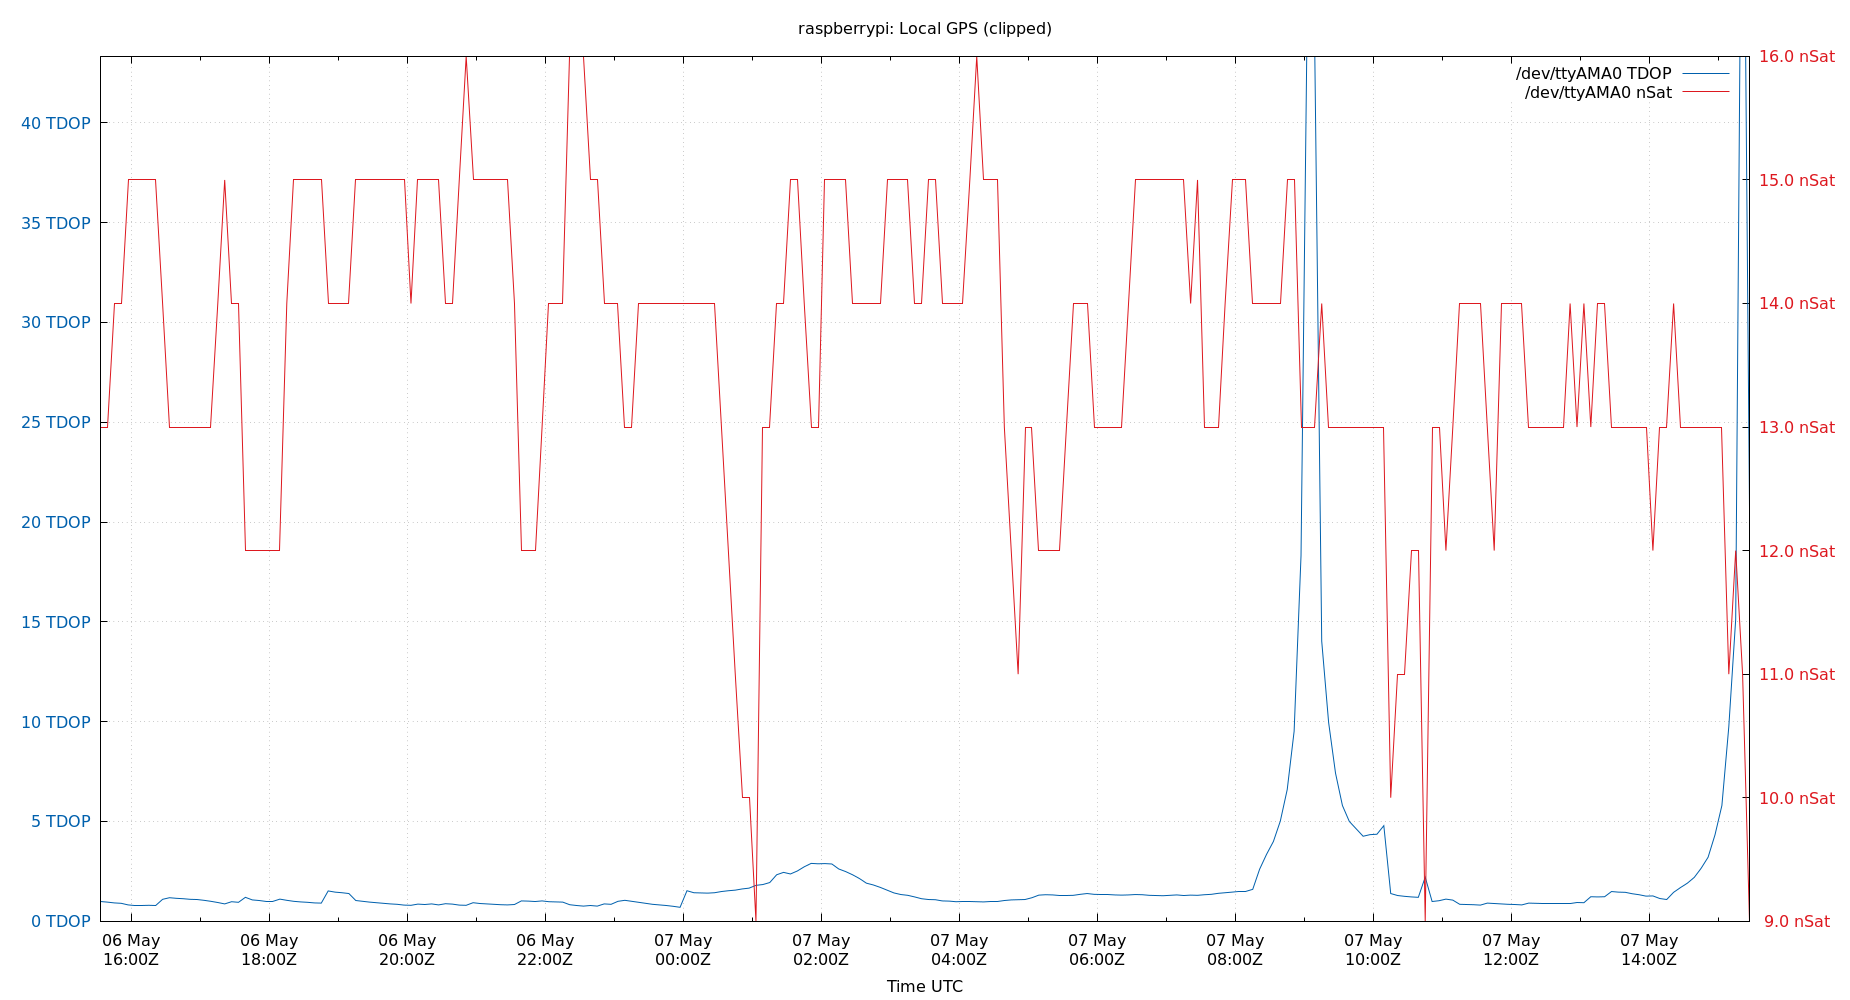 raspberrypi: Local GPS (clipped)
/dev/ttyAMA0 TDOP
/dev/ttyAMA0 nSat
40 TDOP
35 TDOP
30 TDOP
25 TDOP
20 TDOP
15 TDOP
10 TDOP
5 TDOP
0 TDOP
16.0 nSat
15.0 nSat
14.0 nSat
13.0 nSat
12.0 nSat
11.0 nSat
10.0 nSat
9.0 nSat
06 May
16:00Z
06 May
18:00Z
06 May
20:00Z
06 May
22:00Z
07 May
00:00Z
07 May
02:00Z
07 May
04:00Z
07 May
06:00Z
07 May
08:00Z
07 May
10:00Z
07 May
12:00Z
07 May
14:00Z
Time UTC